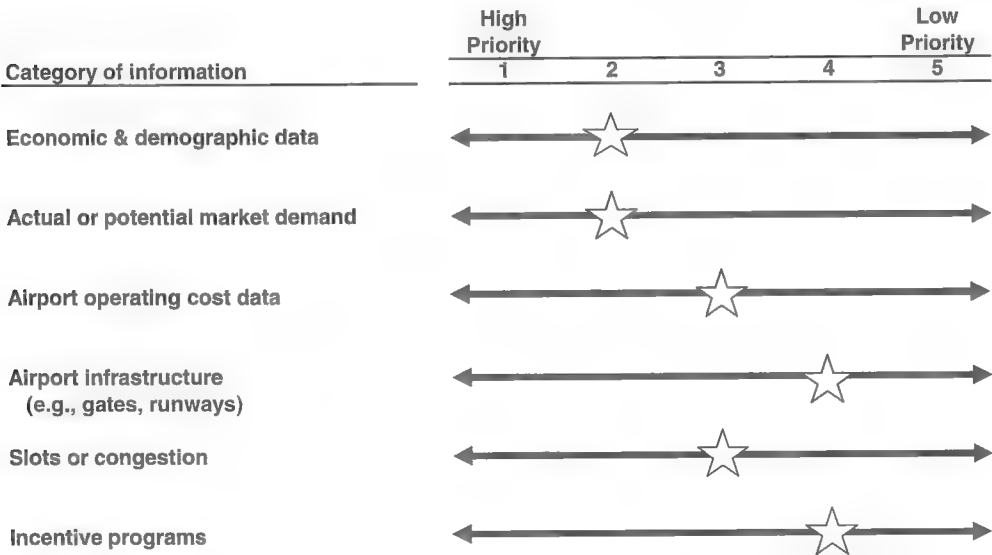 High Low
Priority Priority
Category of information 1 2 3 4 5
Economic & demographic data
Actual or potential market demand
Airport operating cost data
Airport infrastructure
(e.g., gates, runways)
Slots or congestion
Incentive programs